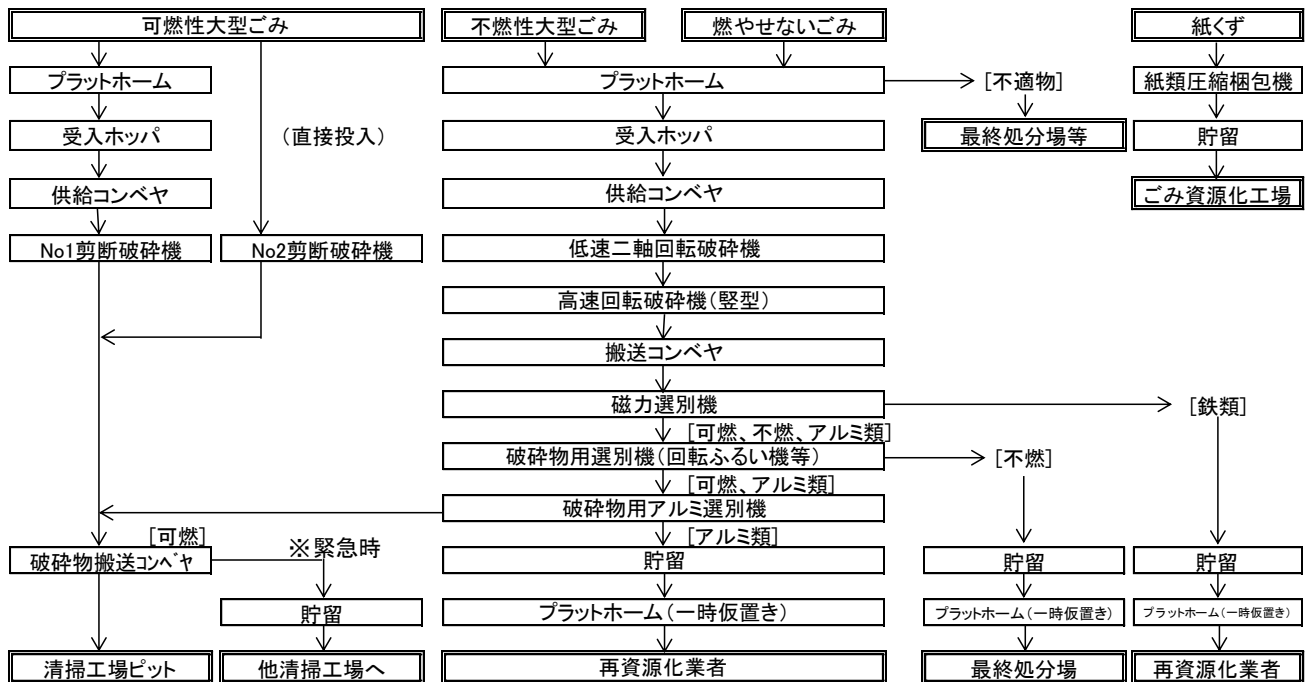 可燃性大型ごみ
不燃性大型ごみ
燃やせないごみ
紙くず
プラットホーム
プラットホーム
[不適物]
紙類圧縮梱包機
受入ホッパ
(直接投入)
受入ホッパ
最終処分場等
貯留
供給コンベヤ
供給コンベヤ
ごみ資源化工場
No1剪断破砕機
No2剪断破砕機
低速二軸回転破砕機
高速回転破砕機(竪型)
搬送コンベヤ
磁力選別機
[鉄類]
[可燃、不燃、アルミ類]
破砕物用選別機(回転ふるい機等)
[不燃]
[可燃、アルミ類]
破砕物用アルミ選別機
[可燃]
※緊急時
[アルミ類]
破砕物搬送コンベヤ
貯留
貯留
貯留
貯留
プラットホーム(一時仮置き)
プラットホーム(一時仮置き)
プラットホーム(一時仮置き)
清掃工場ピット
他清掃工場へ
再資源化業者
最終処分場
再資源化業者